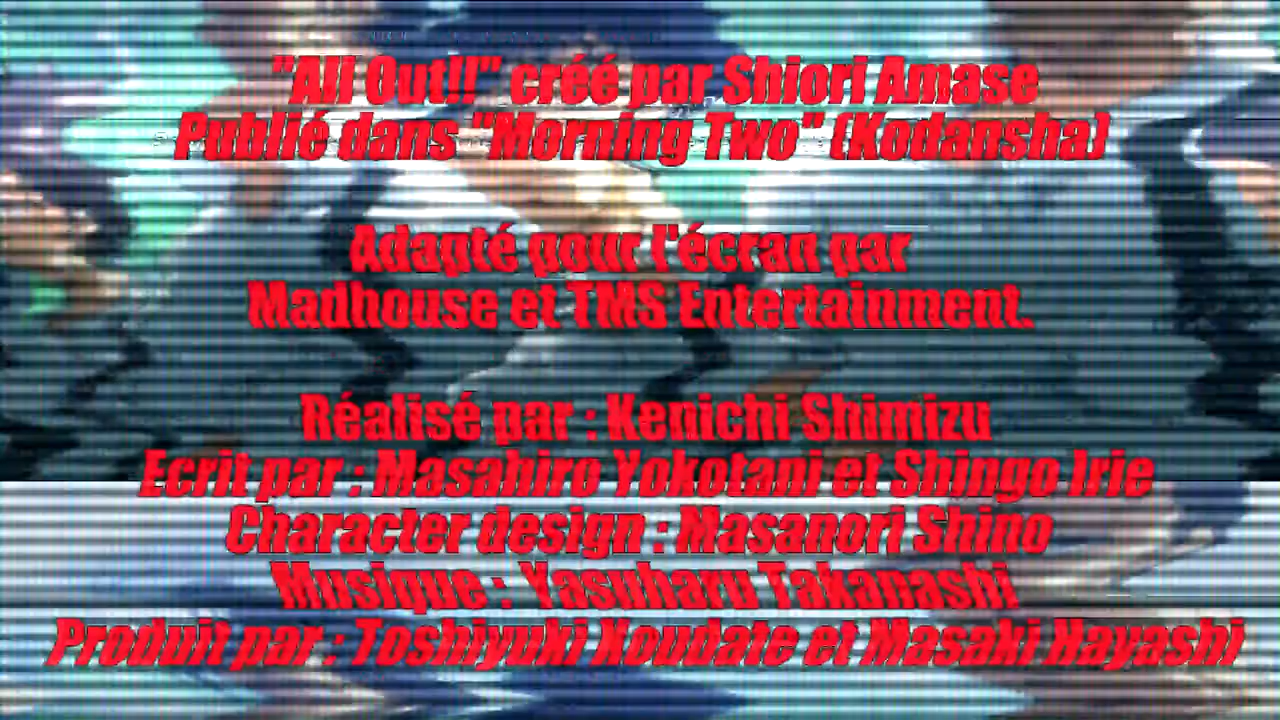 "All Out!!" créé par Shiori Amase
Publié dans "Morning Two" (Kodansha)
Adapté pour l'écran par
Madhouse et TMS Entertainment.
Réalisé par : Kenichi Shimizu
Ecrit par : Masahiro Yokotani et Shingo Irie
Character design : Masanori Shino
Musique : Yasuharu Takanashi
Produit par : Toshiyuki Koudate et Masaki Hayashi